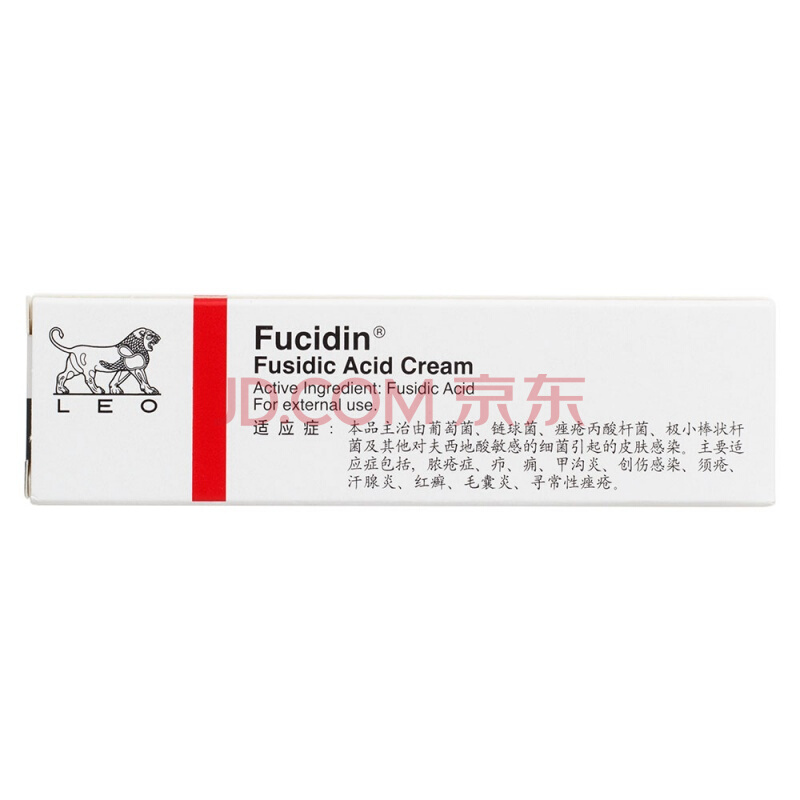 Fucidin®
Fusidic Acid Cream
Active Ingredient: Fusidic Acid
For external use.
LEO
JD.COM 京东
适应症：本品主治由葡萄菌、链球菌、痤疮丙酸杆菌、极小棒状杆
菌及其他对夫西地酸敏感的细菌引起的皮肤感染。主要适
应症包括，脓疱症、疖、痈、甲沟炎、创伤感染、须疮、
汗腺炎、红癣、毛囊炎、寻常性痤疮。